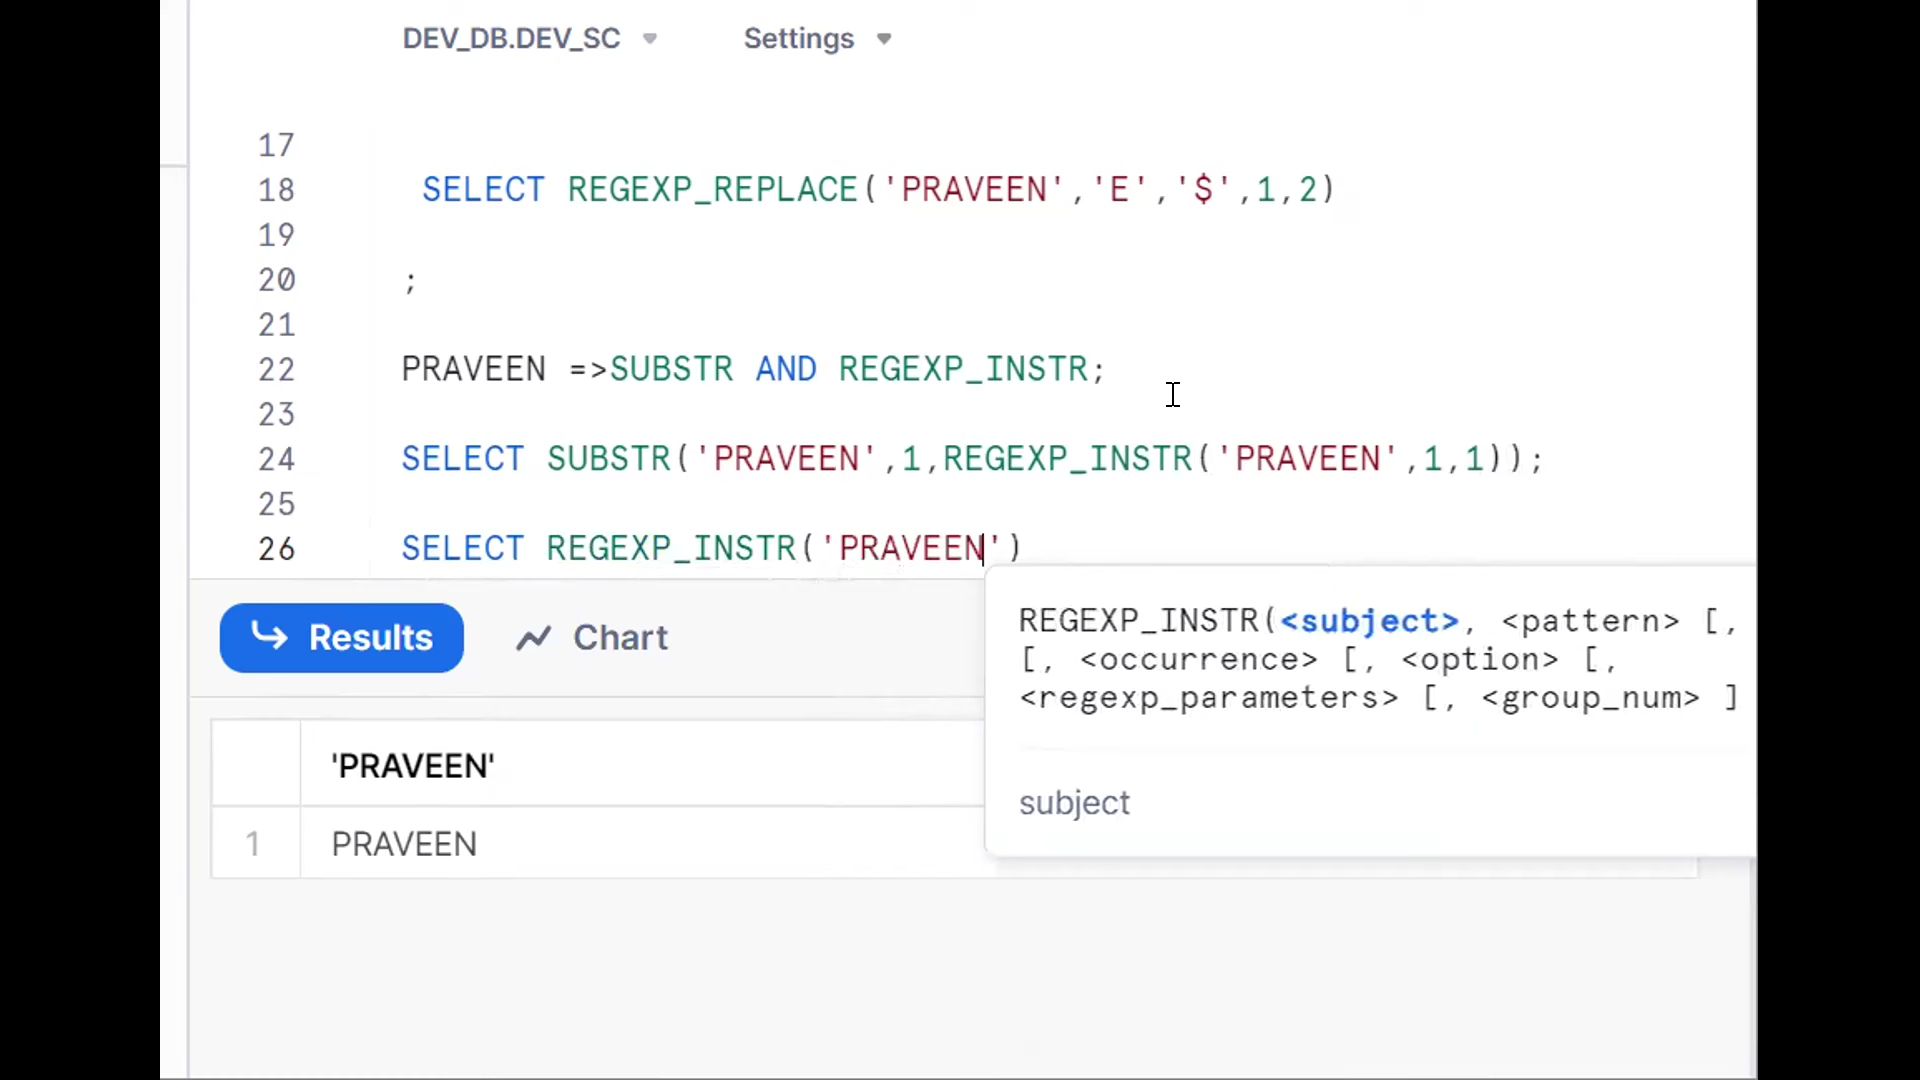 DEV_DB.DEV_SC Settings
17
18 SELECT REGEXP_REPLACE('PRAVEEN','E','$',1,2)
19
20 ;
21
22 PRAVEEN =>SUBSTR AND REGEXP_INSTR;
23
24 SELECT SUBSTR('PRAVEEN',1,REGEXP_INSTR('PRAVEEN',1,1));
25
26 SELECT REGEXP_INSTR('PRAVEEN')
REGEXP_INSTR(<subject>, <pattern> [,
[, <occurrence> [, <option> [,
<regexp_parameters> [, <group_num> ]
subject
Results Chart
'PRAVEEN'
1 PRAVEEN